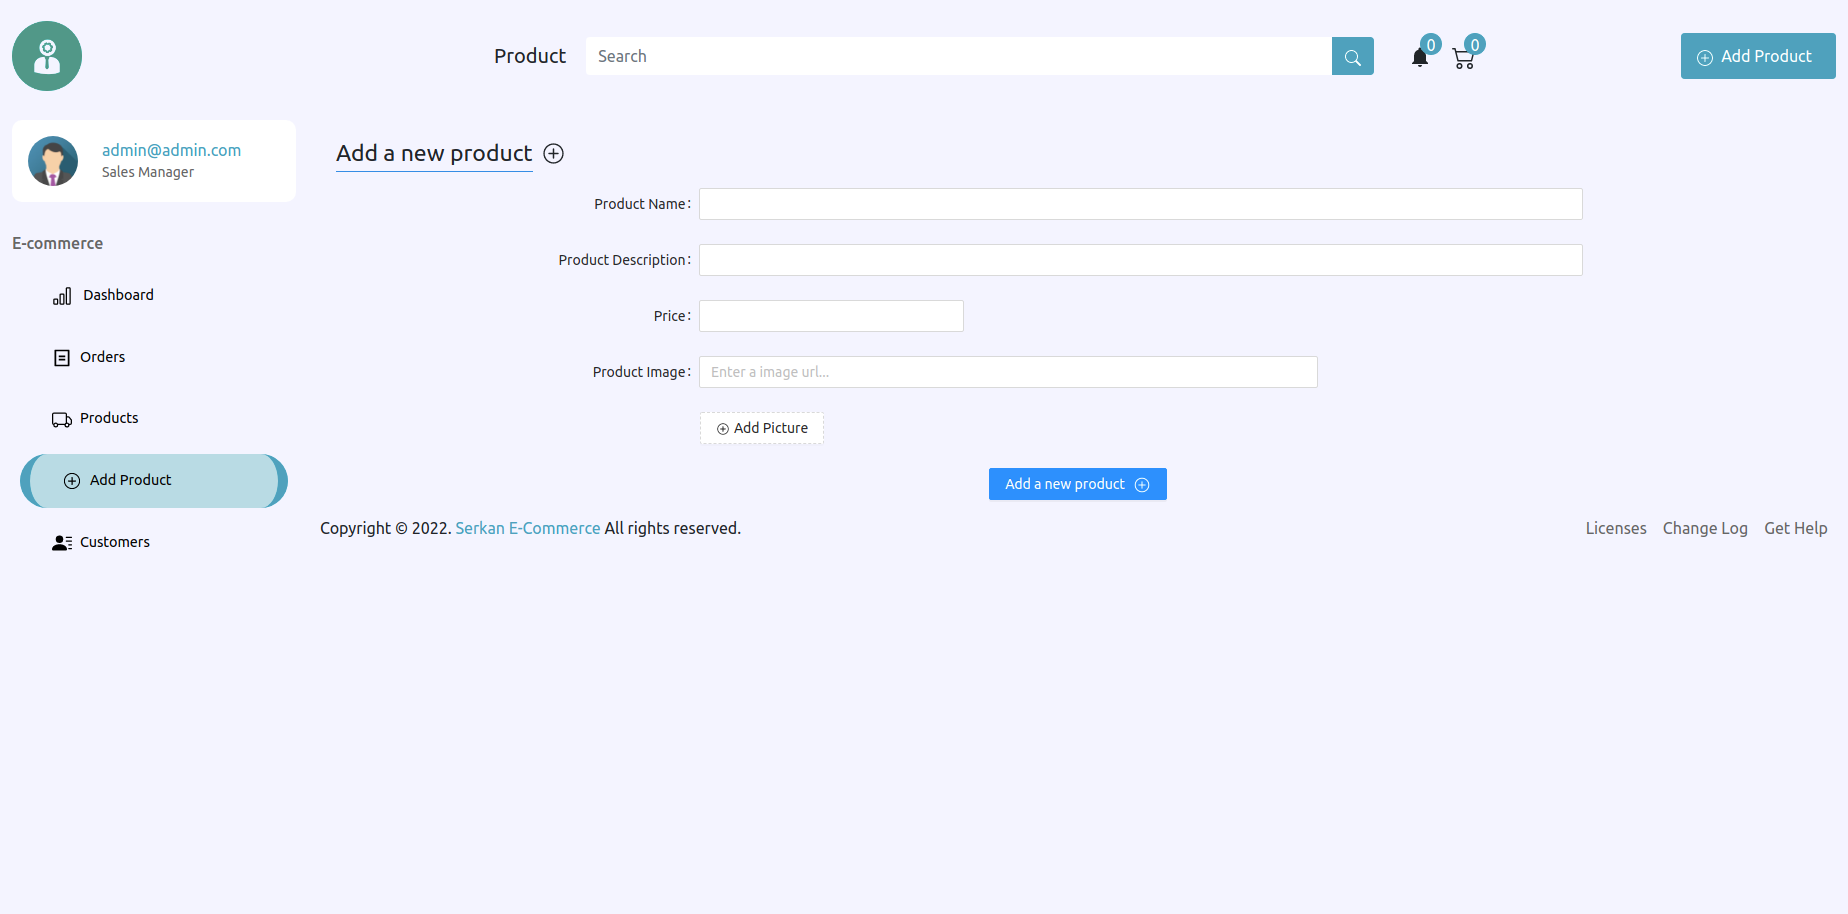 Product
Search
0
0
Add Product
admin@admin.com
Sales Manager
E-commerce
Dashboard
Orders
Products
Add Product
Customers
Add a new product
Product Name:
Product Description:
Price:
Product Image:
Enter a image url...
Add Picture
Add a new product
Copyright © 2022. Serkan E-Commerce All rights reserved.
Licenses Change Log Get Help